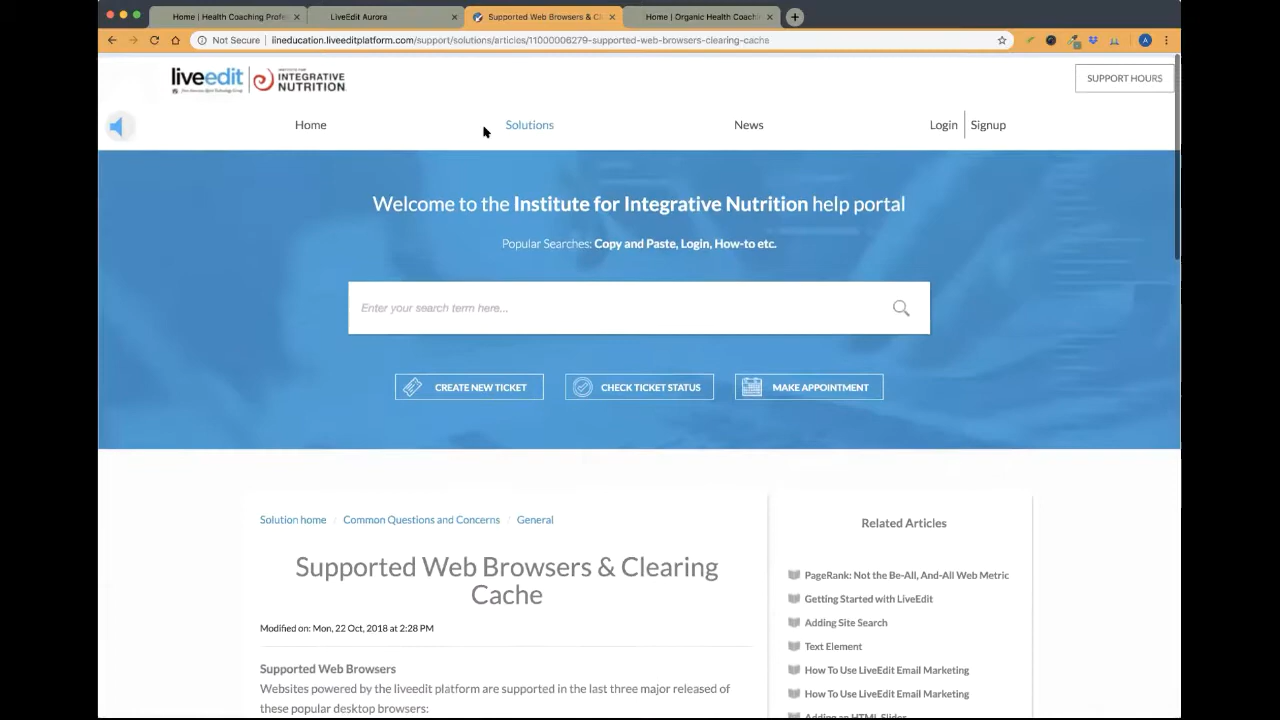 Home | Health Coaching Profe
LiveEdit Aurora
Supported Web Browsers & C
Home | Organic Health Coachi
Not Secure | iineducation.liveeditplatform.com/support/solutions/articles/11000006279-supported-web-browsers-clearing-cache
A
liveedit
INTEGRATIVE
NUTRITION
SUPPORT HOURS
Home
Solutions
News
Login
Signup
Welcome to the Institute for Integrative Nutrition help portal
Popular Searches: Copy and Paste, Login, How-to etc.
Enter your search term here...
CREATE NEW TICKET
CHECK TICKET STATUS
MAKE APPOINTMENT
Solution home / Common Questions and Concerns / General
Supported Web Browsers & Clearing
Cache
Modified on: Mon, 22 Oct, 2018 at 2:28 PM
Supported Web Browsers
Websites powered by the liveedit platform are supported in the last three major released of
these popular desktop browsers:
Related Articles
PageRank: Not the Be-All, And-All Web Metric
Getting Started with LiveEdit
Adding Site Search
Text Element
How To Use LiveEdit Email Marketing
How To Use LiveEdit Email Marketing
Adding an HTML Slider